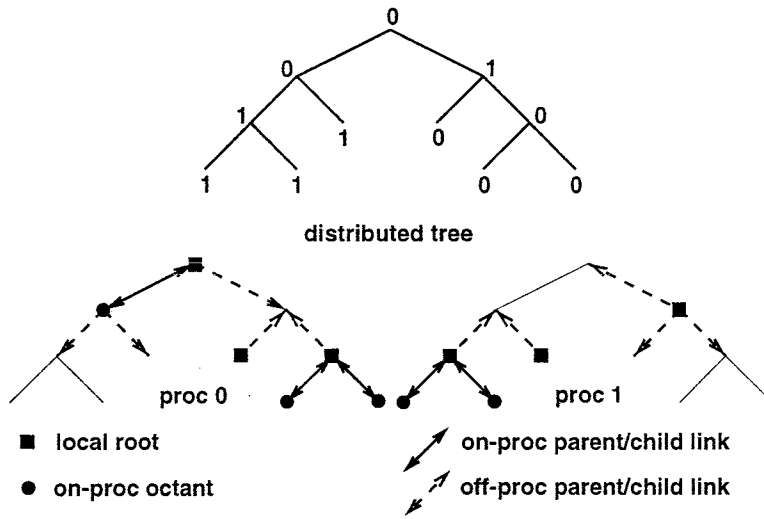 0
0 1
1 1 0 0
1 1 0 0
distributed tree
proc 0 proc 1
local root on-proc parent/child link
on-proc octant off-proc parent/child link